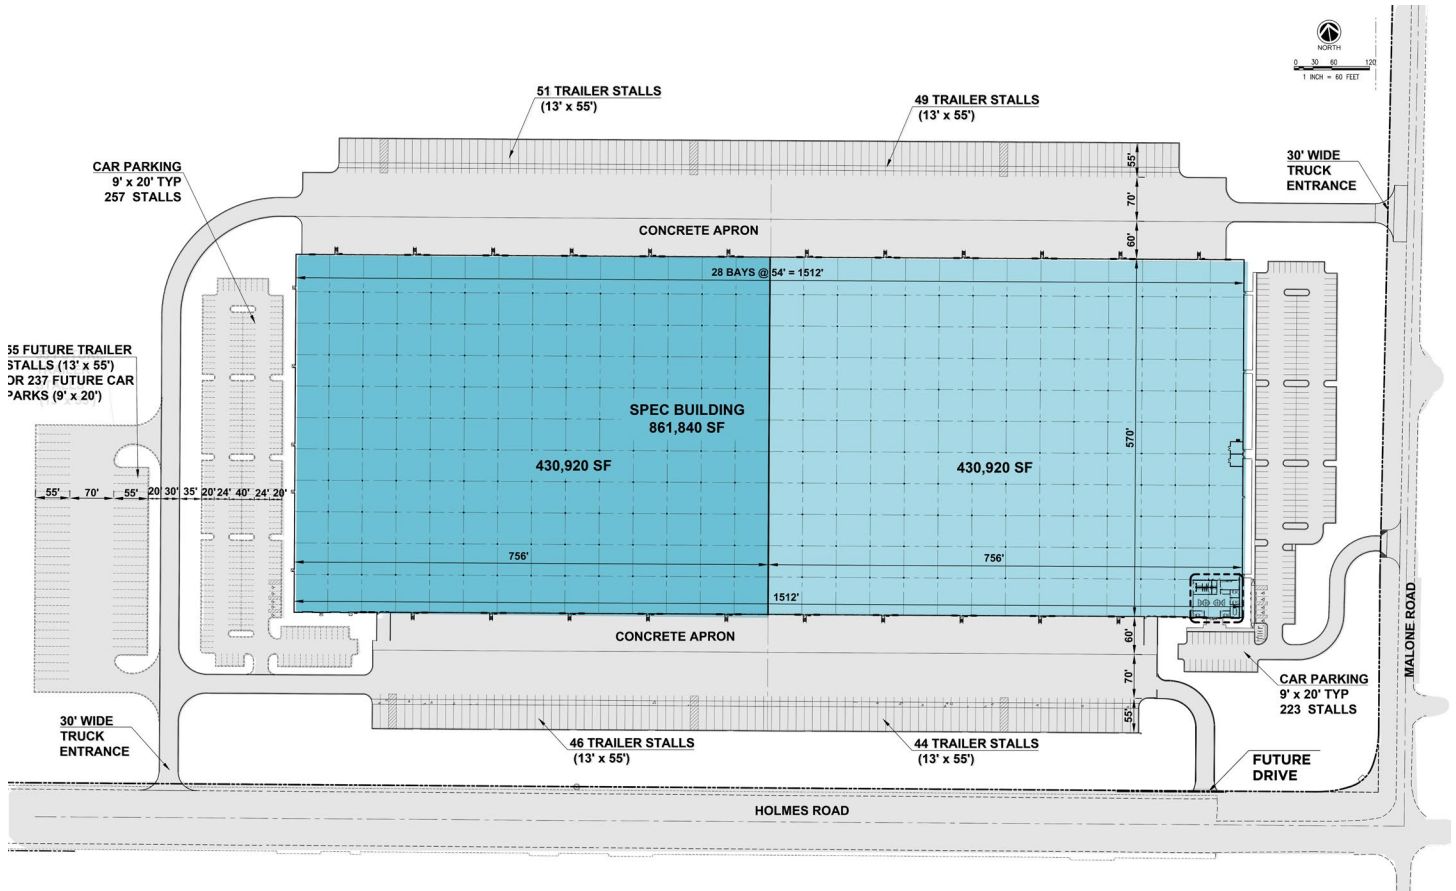 NORTH
0 30 60 120
1 INCH = 60 FEET
51 TRAILER STALLS
(13' x 55')
49 TRAILER STALLS
(13' x 55')
CAR PARKING
9' x 20' TYP
257 STALLS
30' WIDE
TRUCK
ENTRANCE
55'
70'
60'
CONCRETE APRON
28 BAYS @ 54' = 1512'
55 FUTURE TRAILER
STALLS (13' x 55')
OR 237 FUTURE CAR
PARKS (9' x 20')
SPEC BUILDING
861,840 SF
430,920 SF
430,920 SF
570'
55' 70' 55' 20' 30' 35' 20' 24' 40' 24' 20'
756'
756'
1512'
CONCRETE APRON
60'
70'
55'
MALONE ROAD
CAR PARKING
9' x 20' TYP
223 STALLS
30' WIDE
TRUCK
ENTRANCE
46 TRAILER STALLS
(13' x 55')
44 TRAILER STALLS
(13' x 55')
FUTURE
DRIVE
HOLMES ROAD